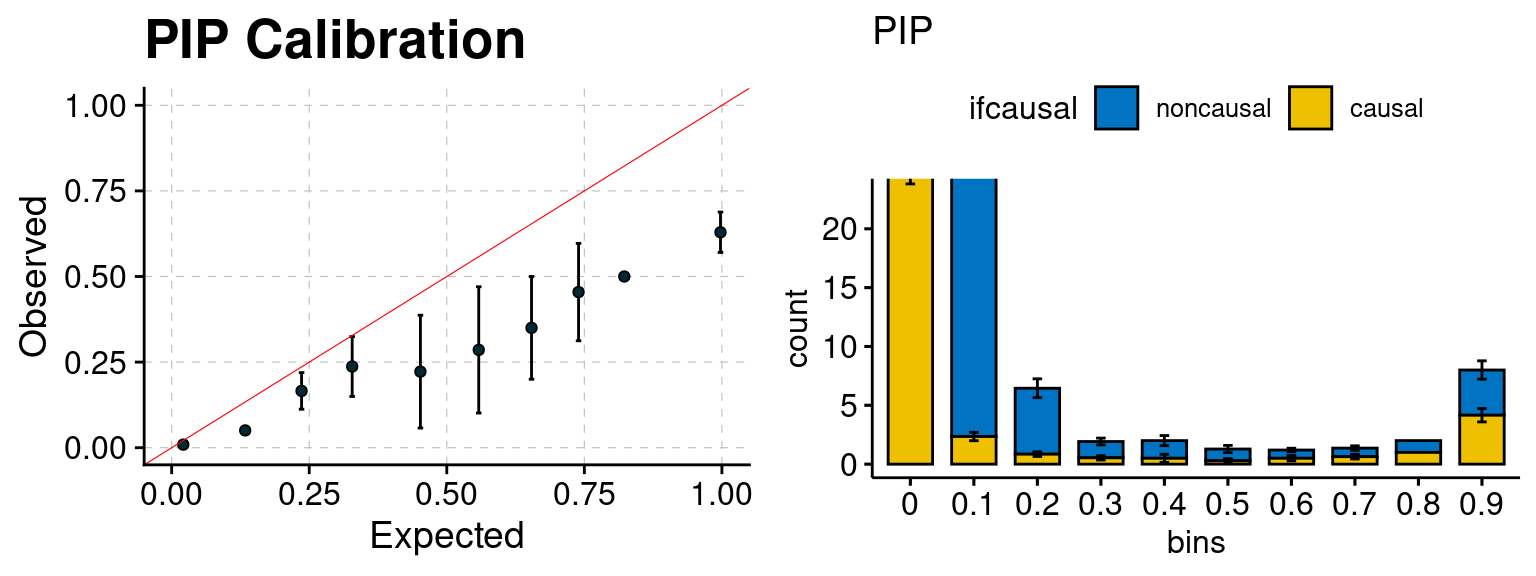 PIP Calibration
Observed
1.00
0.75
0.50
0.25
0.00
0.00 0.25 0.50 0.75 1.00
Expected
PIP
ifcausal noncausal causal
count
20
15
10
5
0
0 0.1 0.2 0.3 0.4 0.5 0.6 0.7 0.8 0.9
bins